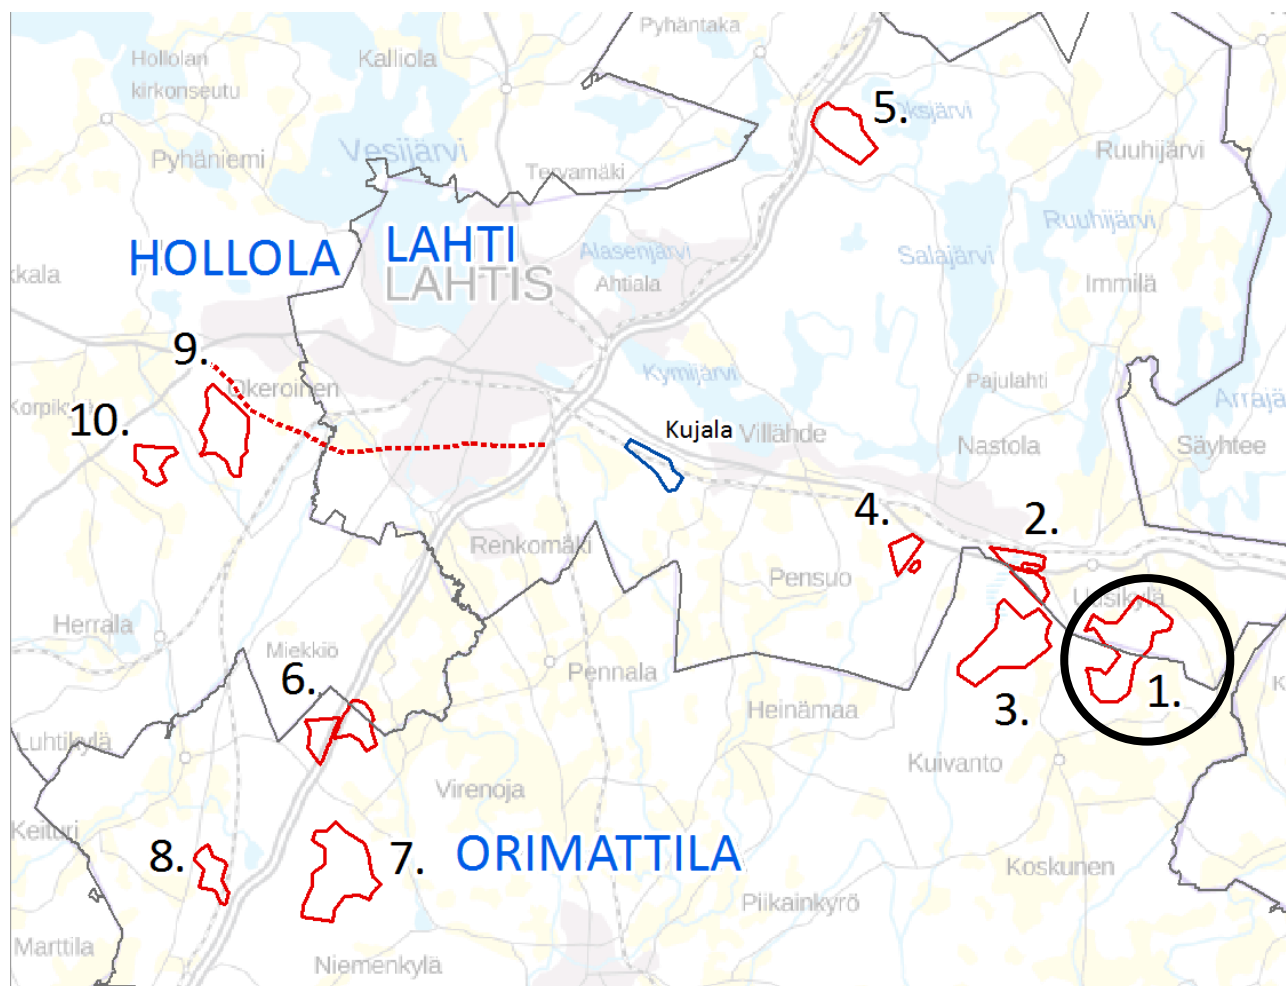 Pyhäntaka
Hollolan
kirkonseutu
Kalliola
5.
Oksjärvi
Pyhäniemi
Vesijärvi
Tervamäki
Ruuhijärvi
Ruuhijärvi
HOLLOLA
LAHTI
LAHTIS
Alasenjärvi
Ahtiala
Salajärvi
Immilä
kkala
9.
Okeroinen
Kymijärvi
Pajulahti
Arrajä
10.
Kujala
Villähde
Nastola
Säyhtee
4.
2.
Renkomäki
Pensuo
Uusikylä
Herrala
Miekkiö
6.
Pennala
Heinämaa
3.
1.
K
Luhtikylä
Kuivanto
Virenoja
Keituri
8.
7.
ORIMATTILA
Koskunen
Piikainkyrö
Marttila
Niemenkylä